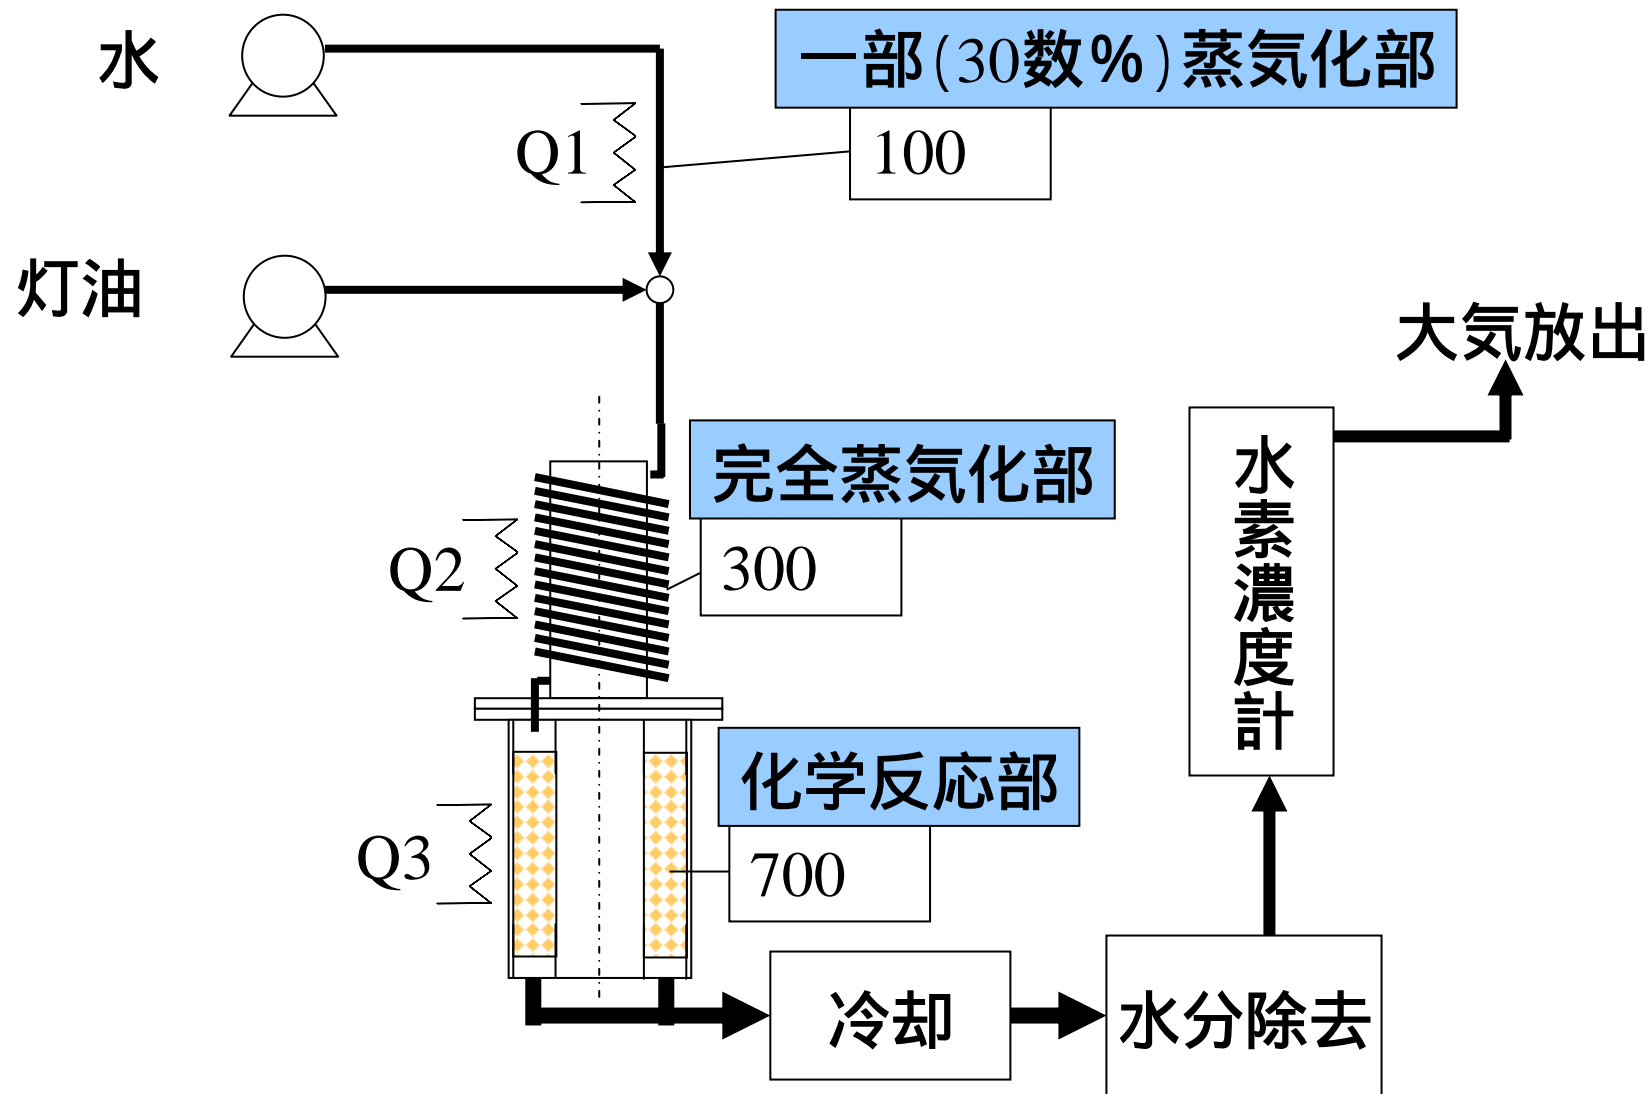 水
一部(30数%)蒸気化部
Q1
100
灯油
大気放出
完全蒸気化部
Q2
300
水素濃度計
化学反応部
Q3
700
冷却
水分除去